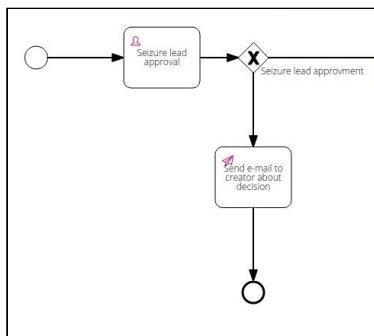 Seizure lead
approval
Seizure lead approvment
Send e-mail to
creator about
decision